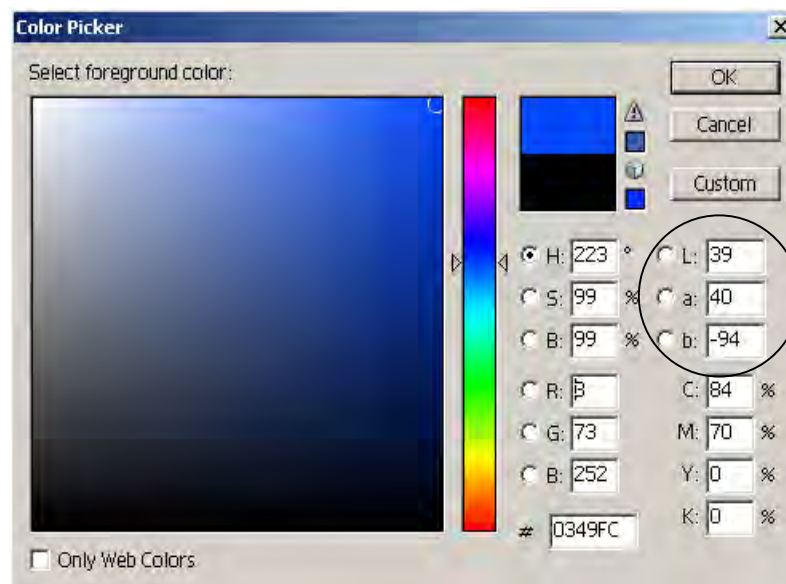 Color Picker
Select foreground color:
OK
Cancel
Custom
H: 223 °
S: 99 %
B: 99 %
L: 39
a: 40
b: -94
R: 3
G: 73
B: 252
# 0349FC
C: 84 %
M: 70 %
Y: 0 %
K: 0 %
Only Web Colors